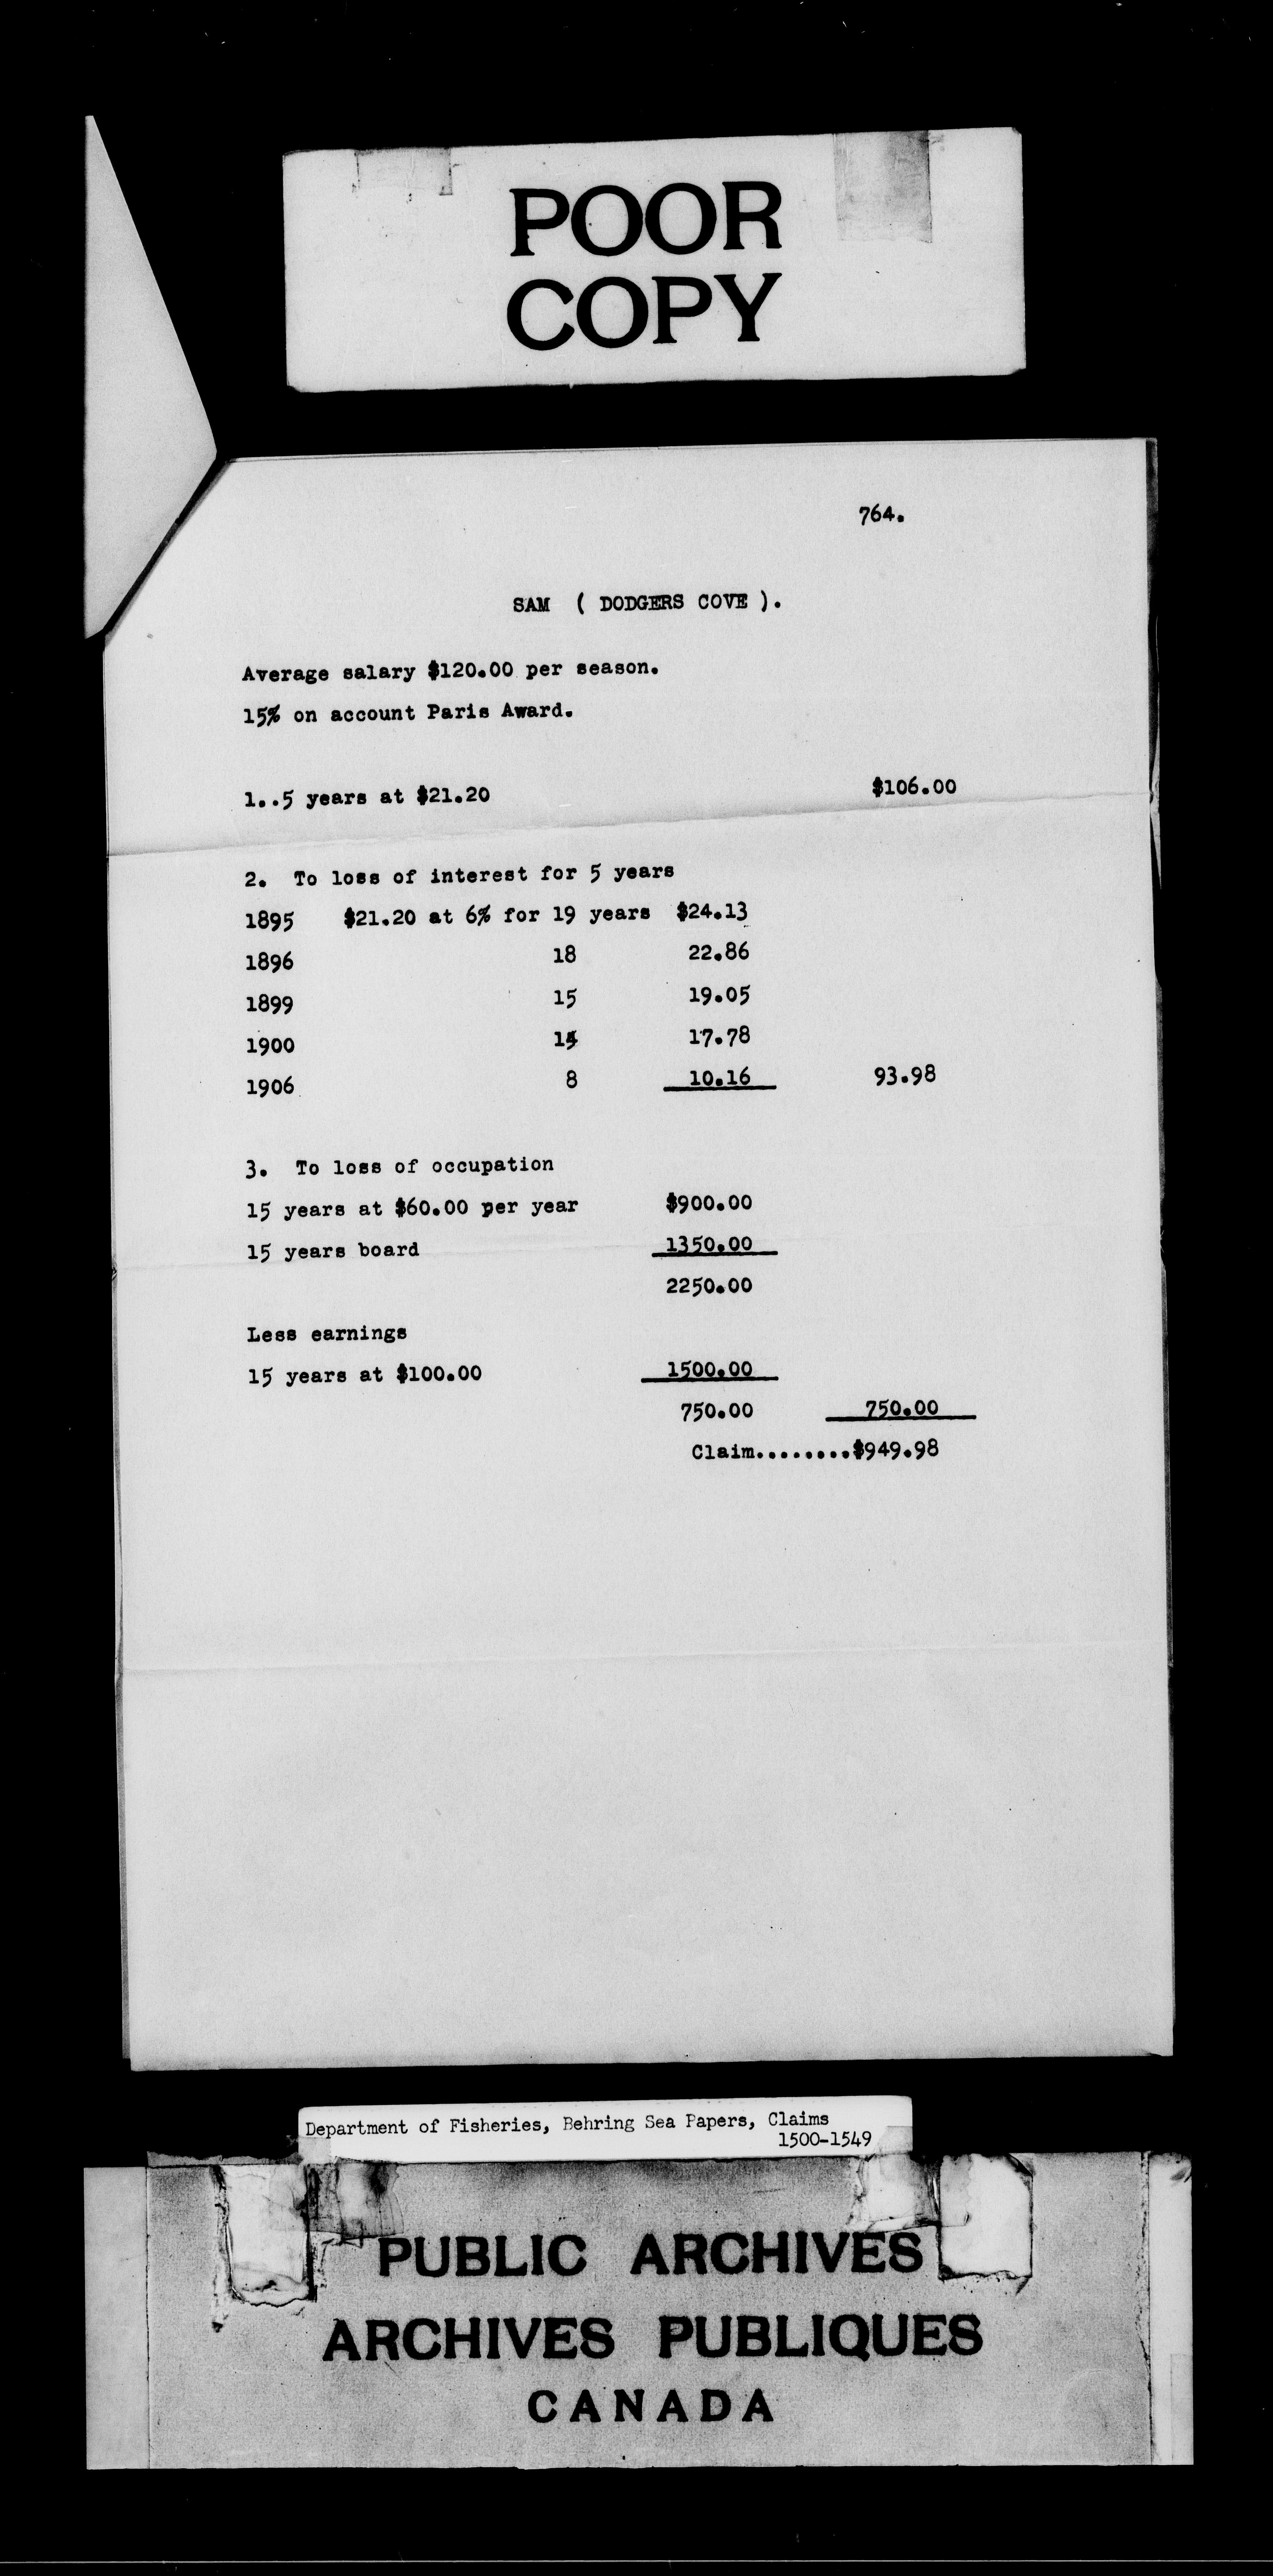 POOR
COPY
764.
SAM ( DODGERS COVE ).
Average salary $120.00 per season.
15% on account Paris Award.
1..5 years at $21.20 $106.00
2. To loss of interest for 5 years
1895 $21.20 at 6% for 19 years $24.13
1896 18 22.86
1899 15 19.05
1900 14 17.78
1906 8 10.16 93.98
3. To loss of occupation
15 years at $60.00 per year $900.00
15 years board 1350.00
2250.00
Less earnings
15 years at $100.00 1500.00
750.00 750.00
Claim........$949.98
Department of Fisheries, Behring Sea Papers, Claims
1500-1549
PUBLIC ARCHIVES
ARCHIVES PUBLIQUES
CANADA